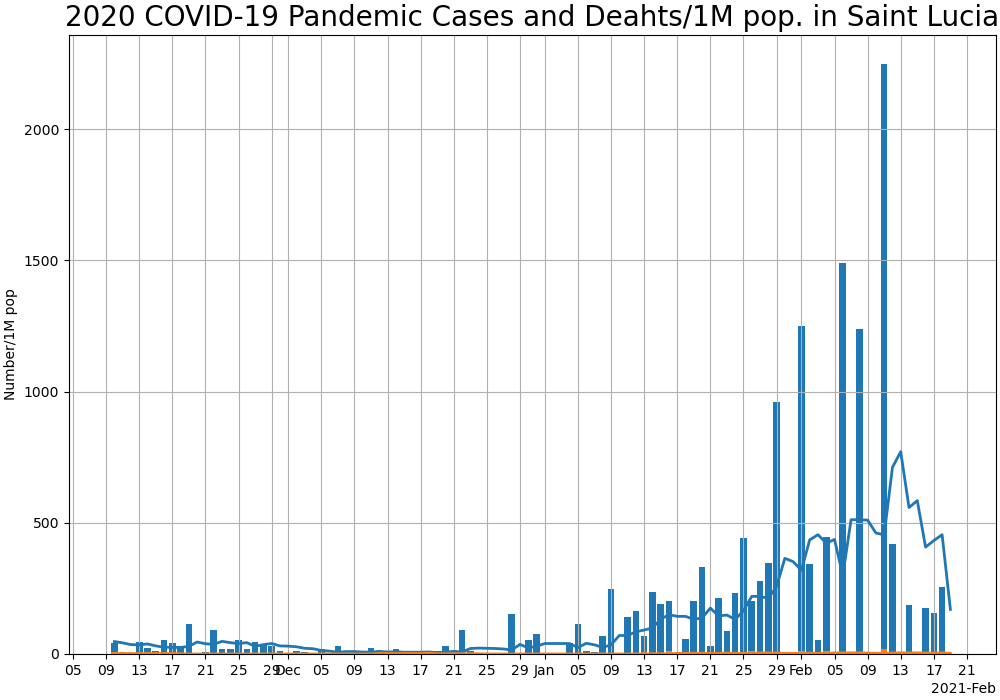 2020 COVID-19 Pandemic Cases and Deahts/1M pop. in Saint Lucia
Number/1M pop
2000
1500
1000
500
0
05 09 13 17 21 25 29 Dec 05 09 13 17 21 25 29 Jan 05 09 13 17 21 25 29 Feb 05 09 13 17 21
2021-Feb